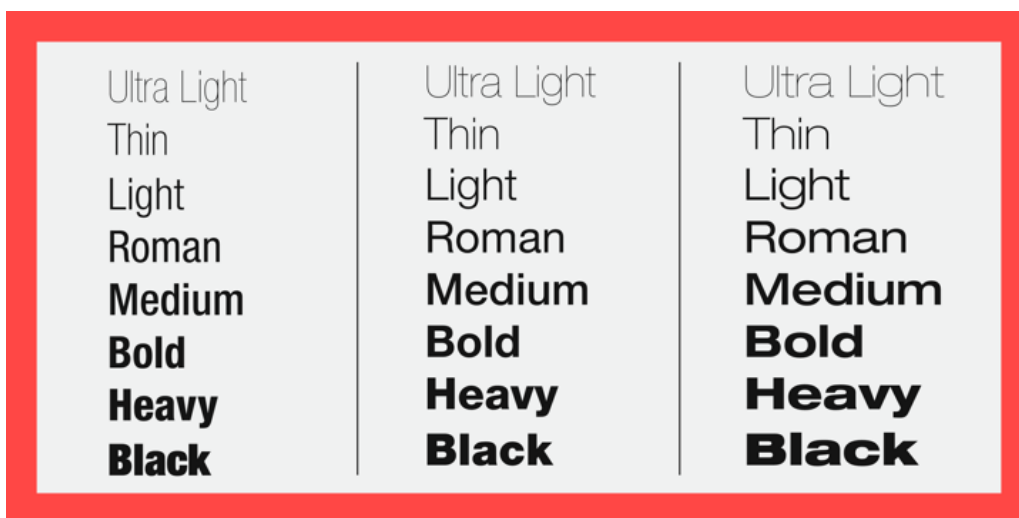 Ultra Light
Thin
Light
Roman
Medium
Bold
Heavy
Black
Ultra Light
Thin
Light
Roman
Medium
Bold
Heavy
Black
Ultra Light
Thin
Light
Roman
Medium
Bold
Heavy
Black